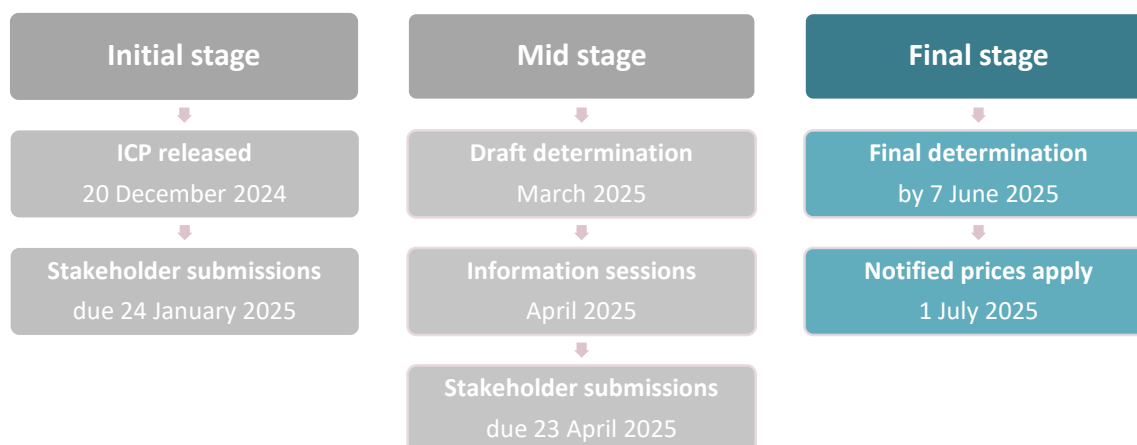 Initial stage
ICP released
20 December 2024
Stakeholder submissions
due 24 January 2025
Mid stage
Draft determination
March 2025
Information sessions
April 2025
Stakeholder submissions
due 23 April 2025
Final stage
Final determination
by 7 June 2025
Notified prices apply
1 July 2025